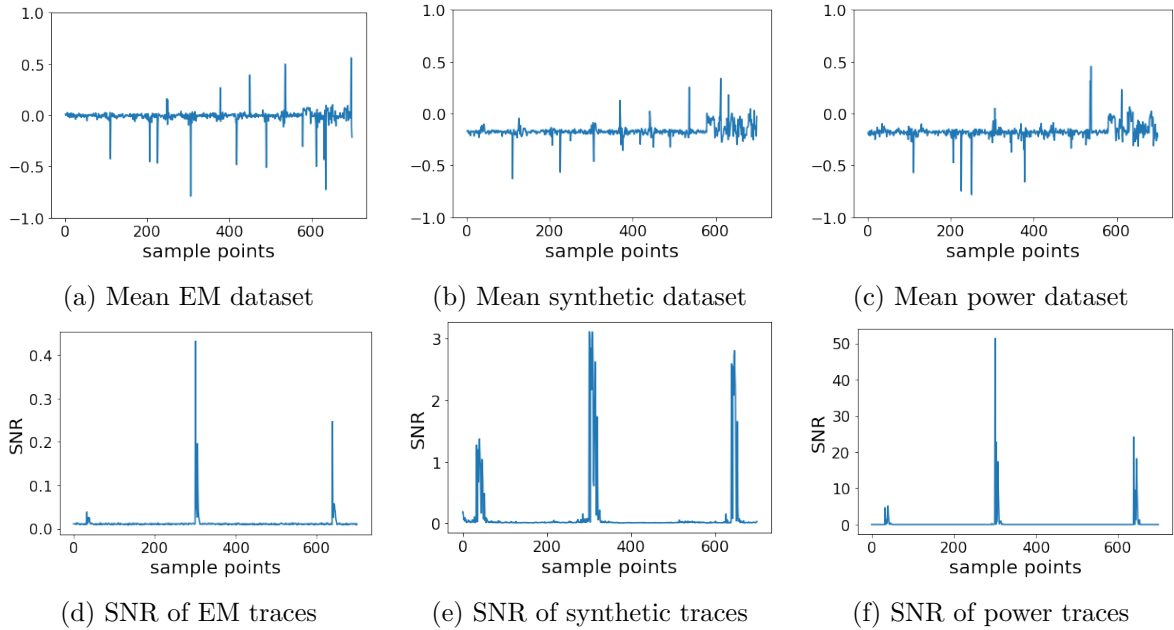 1.0
0.5
0.0
−0.5
−1.0
0 200 400 600
sample points
(a) Mean EM dataset
1.0
0.5
0.0
−0.5
−1.0
0 200 400 600
sample points
(b) Mean synthetic dataset
1.0
0.5
0.0
−0.5
−1.0
0 200 400 600
sample points
(c) Mean power dataset
SNR
0.4
0.3
0.2
0.1
0.0
0 200 400 600
sample points
(d) SNR of EM traces
SNR
3
2
1
0
0 200 400 600
sample points
(e) SNR of synthetic traces
SNR
50
40
30
20
10
0
0 200 400 600
sample points
(f) SNR of power traces